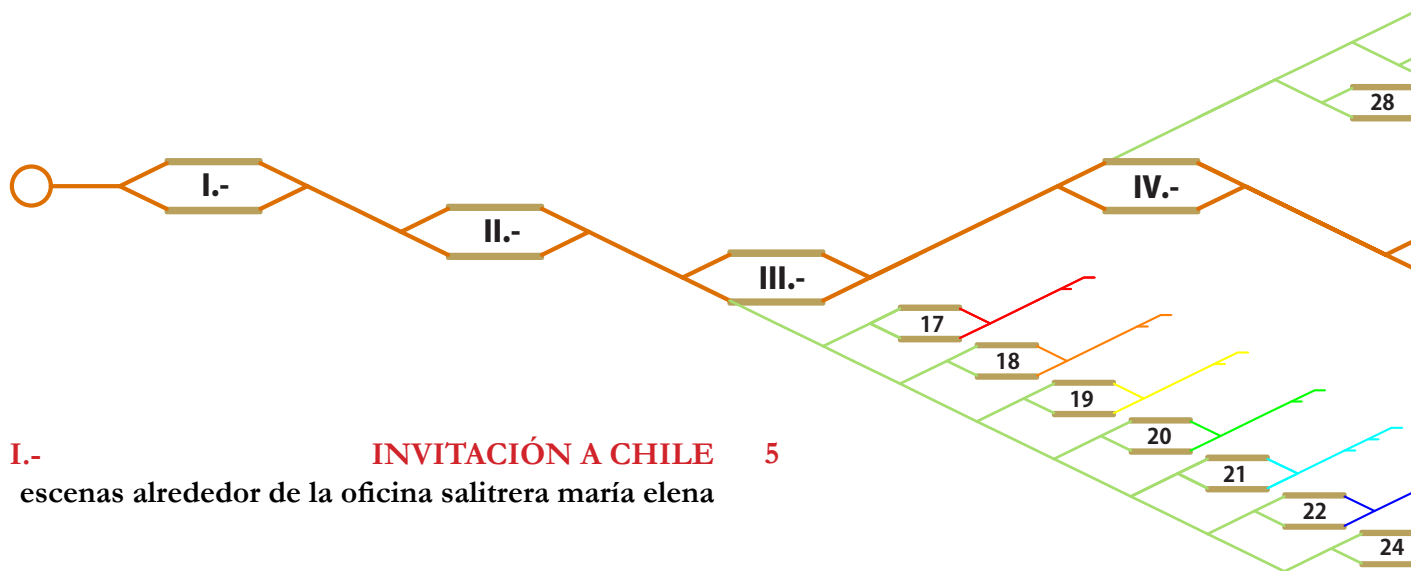 28
I.-
IV.-
II.-
III.-
17
18
19
20
I.- INVITACIÓN A CHILE 5
21
escenas alrededor de la oficina salitrera maría elena
22
24